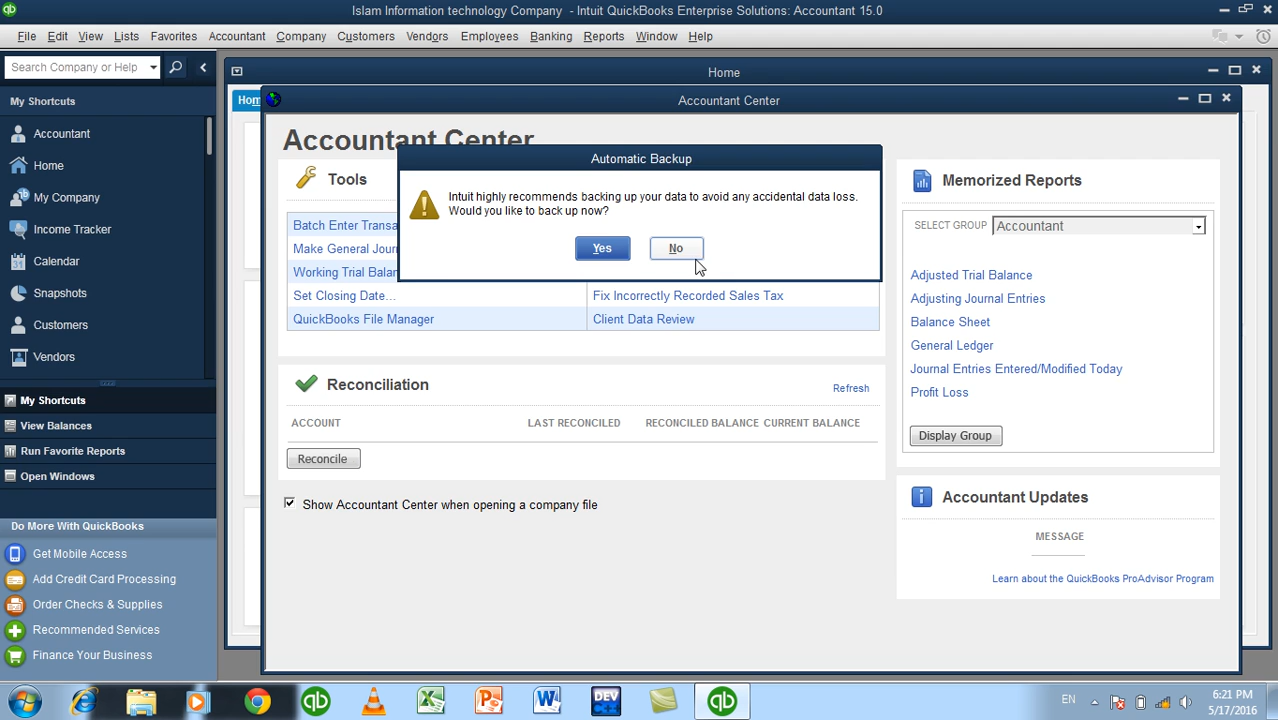 Islam Information technology Company - Intuit QuickBooks Enterprise Solutions: Accountant 15.0
File Edit View Lists Favorites Accountant Company Customers Vendors Employees Banking Reports Window Help
Search Company or Help
My Shortcuts
Accountant
Home
My Company
Income Tracker
Calendar
Snapshots
Customers
Vendors
My Shortcuts
View Balances
Run Favorite Reports
Open Windows
Do More With QuickBooks
Get Mobile Access
Add Credit Card Processing
Order Checks & Supplies
Recommended Services
Finance Your Business
Home
Hom
Accountant Center
Accountant Center
Automatic Backup
Intuit highly recommends backing up your data to avoid any accidental data loss.
Would you like to back up now?
Yes No
Tools
Batch Enter Transa
Make General Journ
Working Trial Balan
Set Closing Date... Fix Incorrectly Recorded Sales Tax
QuickBooks File Manager Client Data Review
Reconciliation
Refresh
ACCOUNT LAST RECONCILED RECONCILED BALANCE CURRENT BALANCE
Reconcile
Show Accountant Center when opening a company file
Memorized Reports
SELECT GROUP Accountant
Adjusted Trial Balance
Adjusting Journal Entries
Balance Sheet
General Ledger
Journal Entries Entered/Modified Today
Profit Loss
Display Group
Accountant Updates
MESSAGE
Learn about the QuickBooks ProAdvisor Program
qb DEV qb EN 6:21 PM
5/17/2016